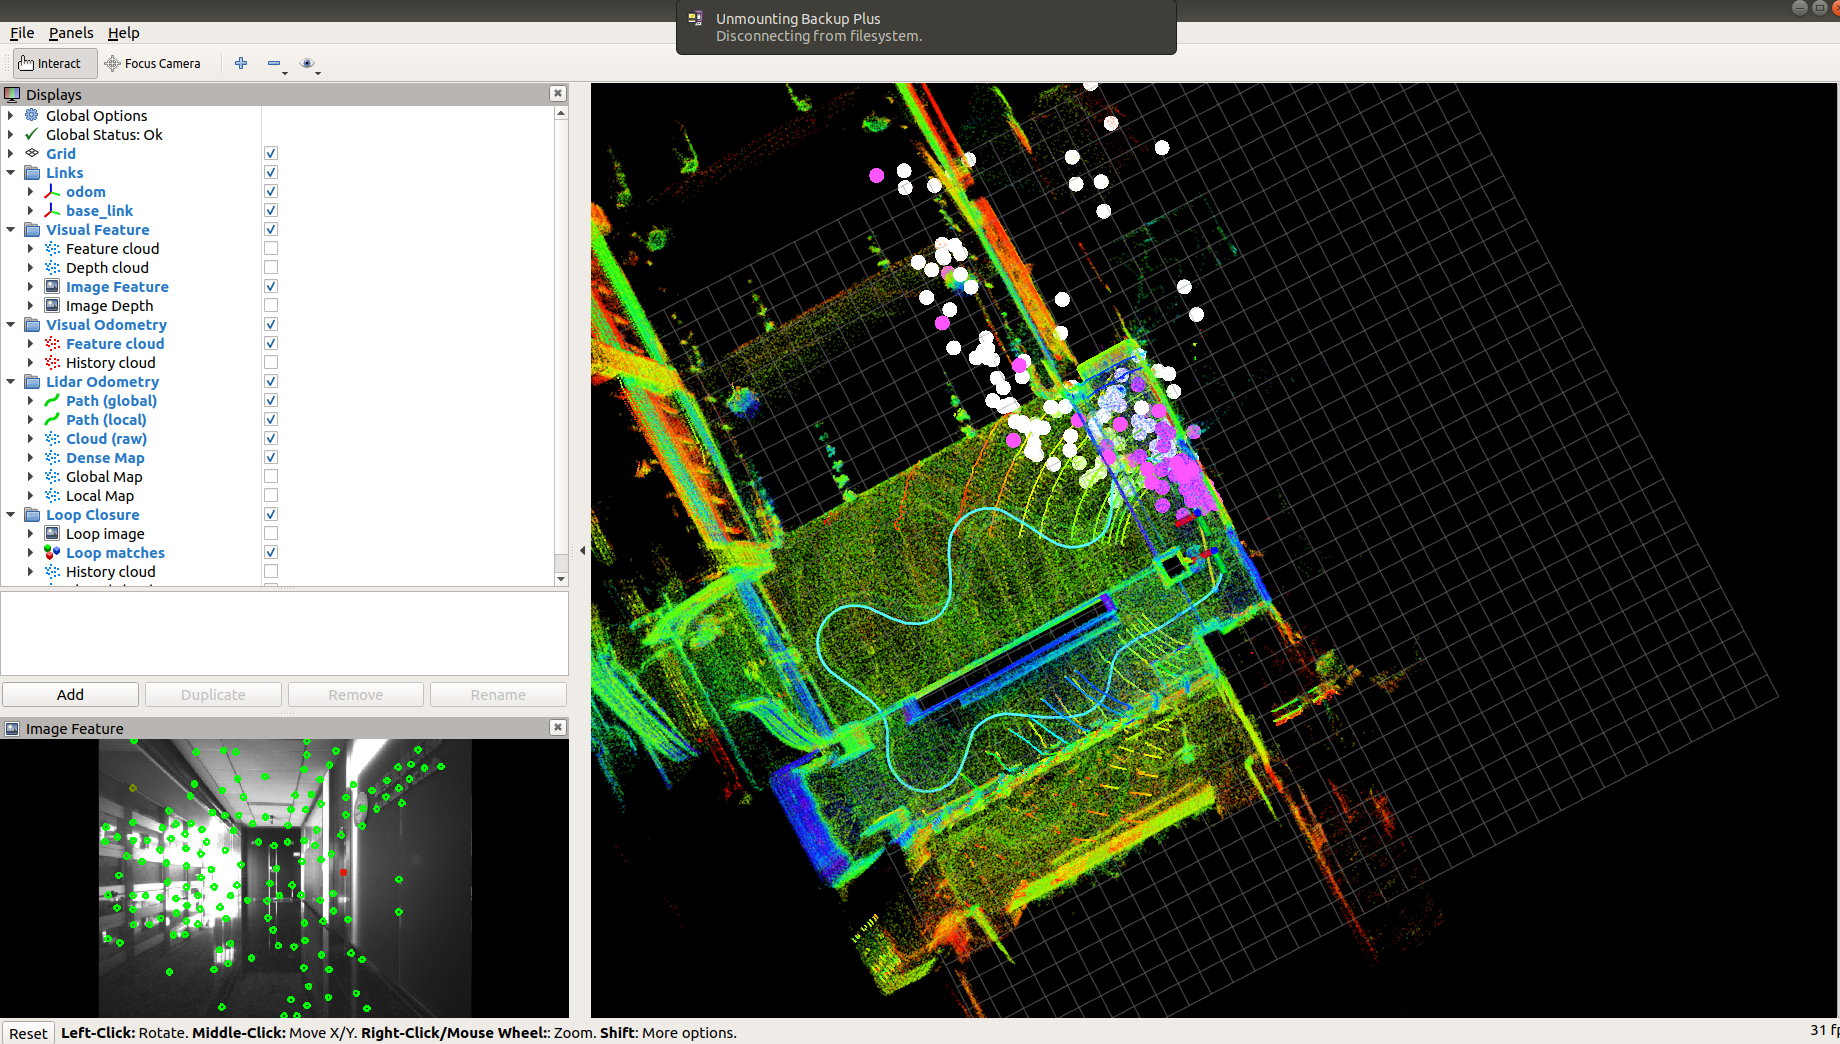 Unmounting Backup Plus
Disconnecting from filesystem.
File Panels Help
Interact Focus Camera
Displays
Global Options
Global Status: Ok
Grid
Links
odom
base_link
Visual Feature
Feature cloud
Depth cloud
Image Feature
Image Depth
Visual Odometry
Feature cloud
History cloud
Lidar Odometry
Path (global)
Path (local)
Cloud (raw)
Dense Map
Global Map
Local Map
Loop Closure
Loop image
Loop matches
History cloud
Add Duplicate Remove Rename
Image Feature
Reset Left-Click: Rotate. Middle-Click: Move X/Y. Right-Click/Mouse Wheel:: Zoom. Shift: More options. 31